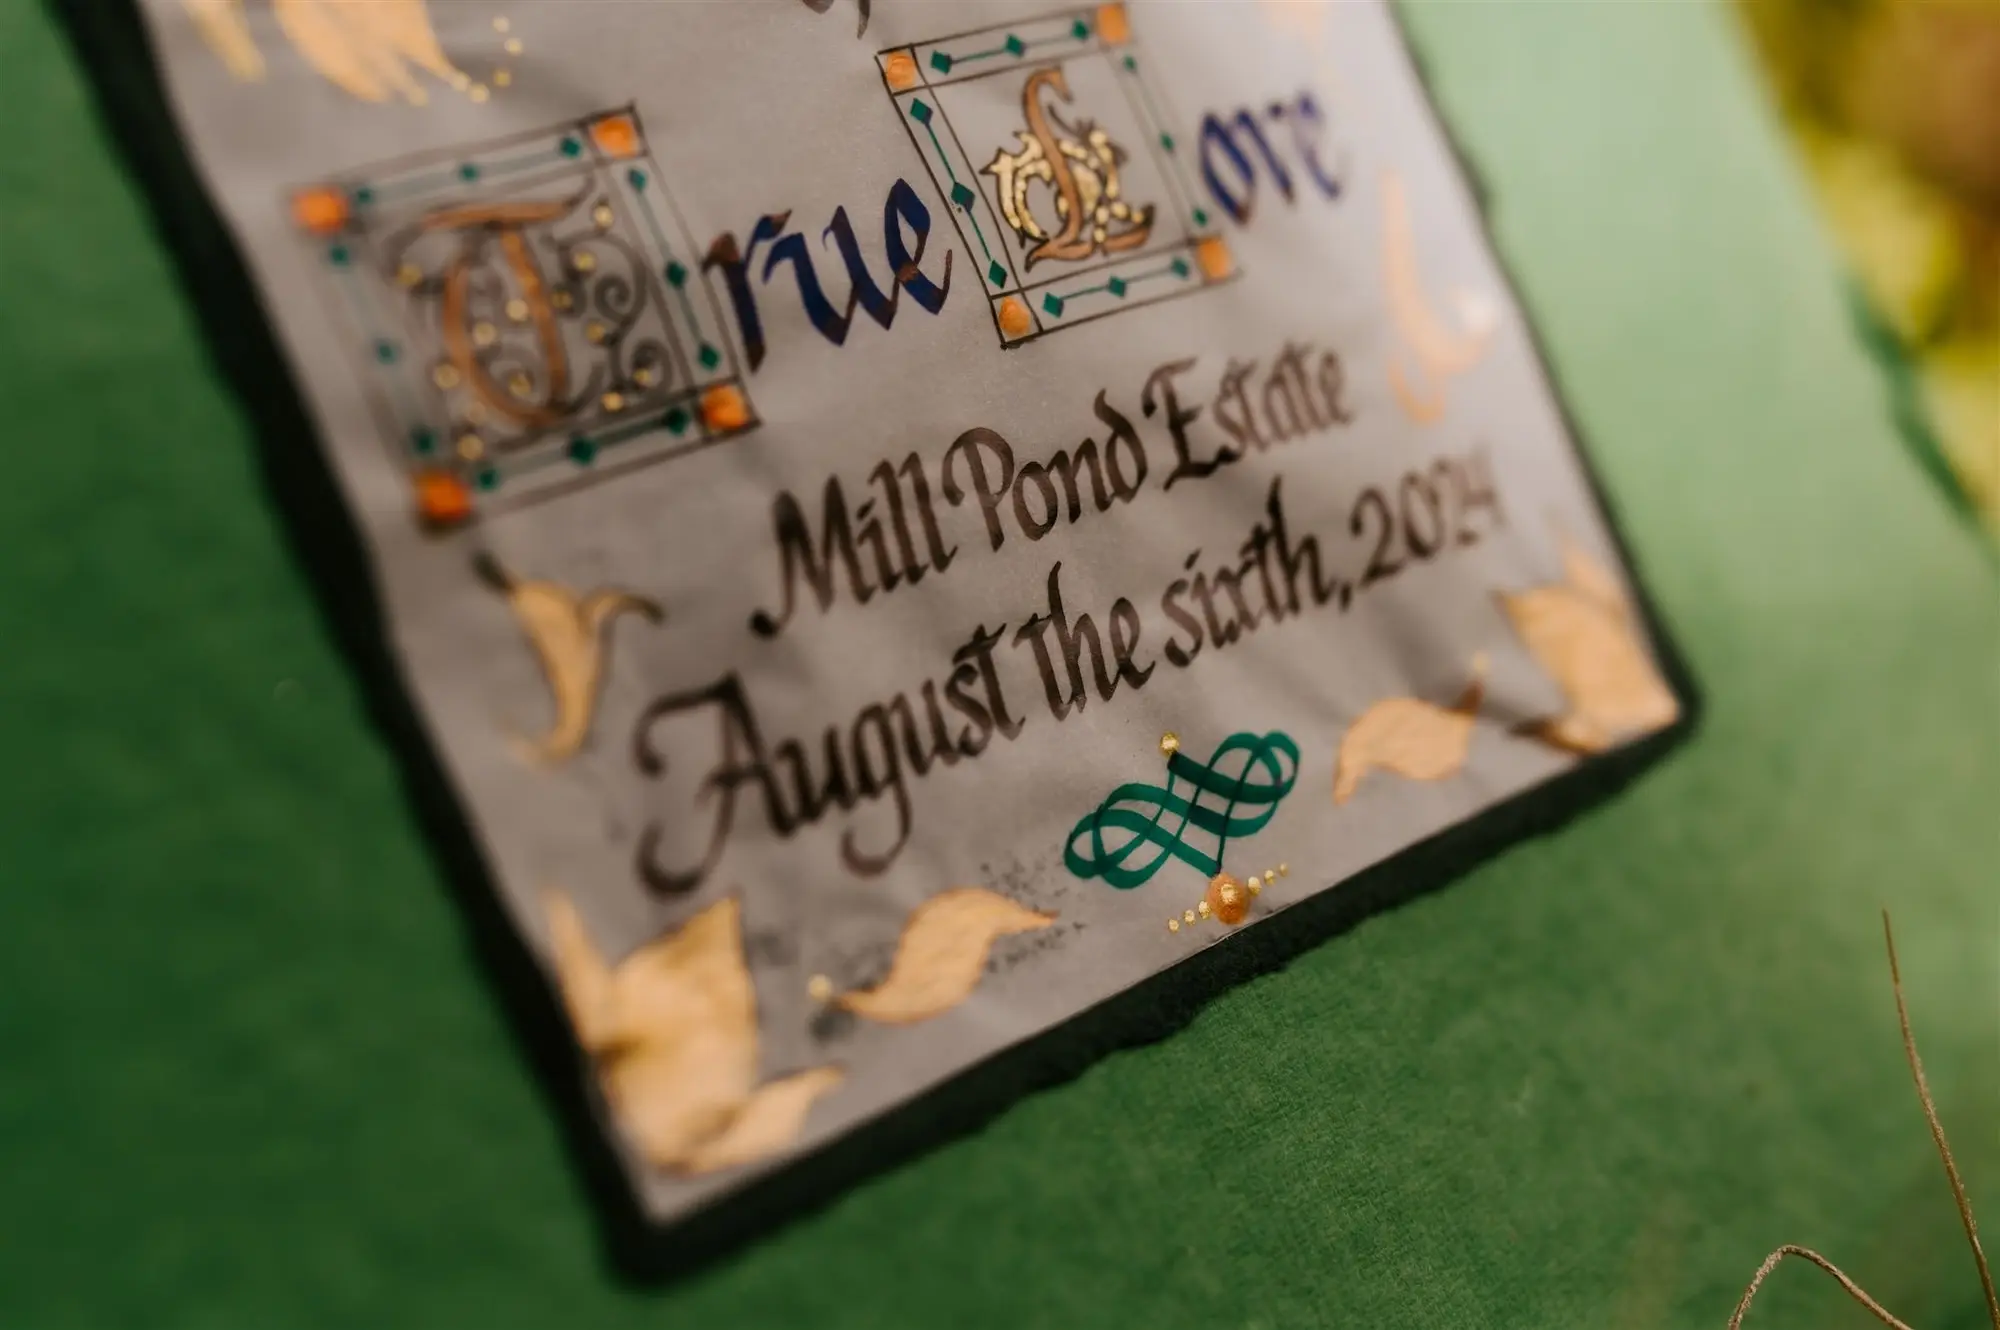 True Love
Mill Pond Estate
August the sixth, 2024